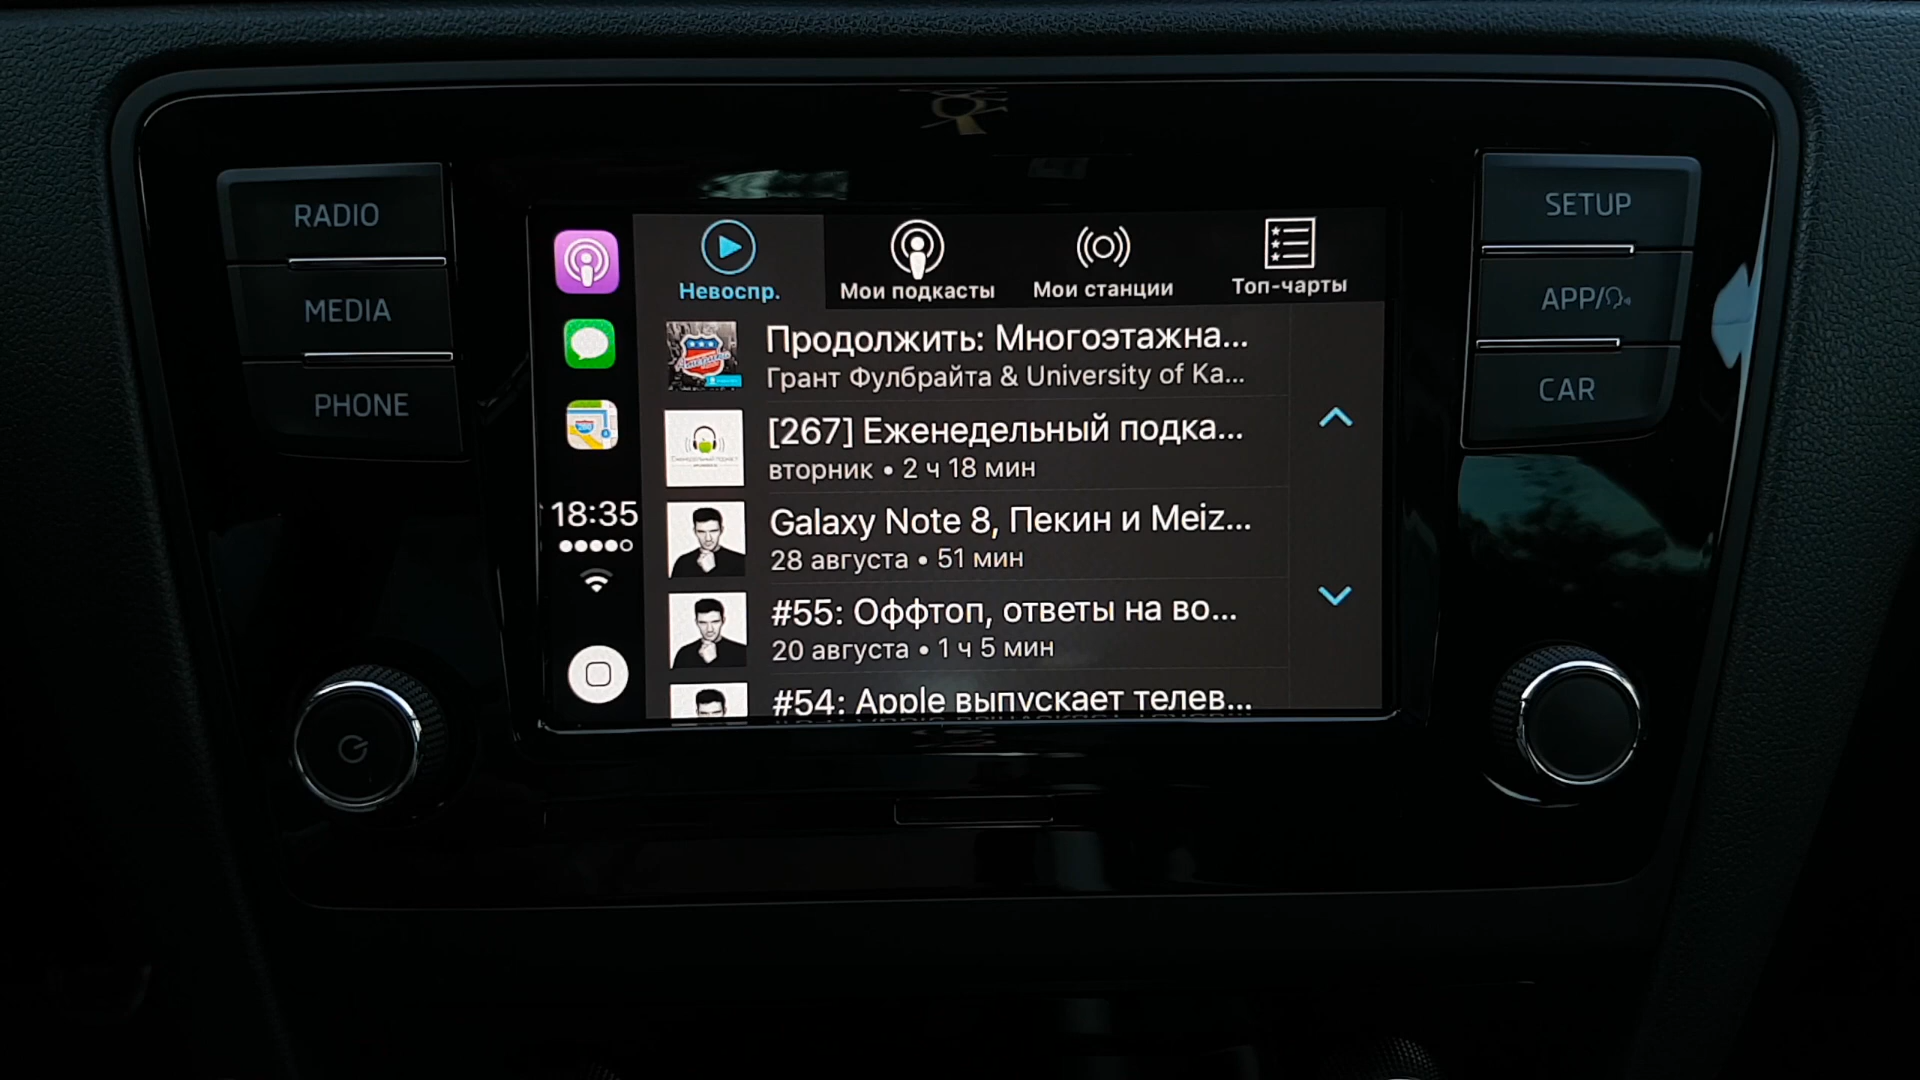 RADIO
MEDIA
PHONE
SETUP
APP/
CAR
Невоспр.
Мои подкасты
Мои станции
Топ-чарты
Продолжить: Многоэтажна...
Грант Фулбрайта & University of Ka...
[267] Еженедельный подка...
вторник • 2 ч 18 мин
Galaxy Note 8, Пекин и Meiz...
28 августа • 51 мин
#55: Оффтоп, ответы на во...
20 августа • 1 ч 5 мин
#54: Apple выпускает телев...
18:35